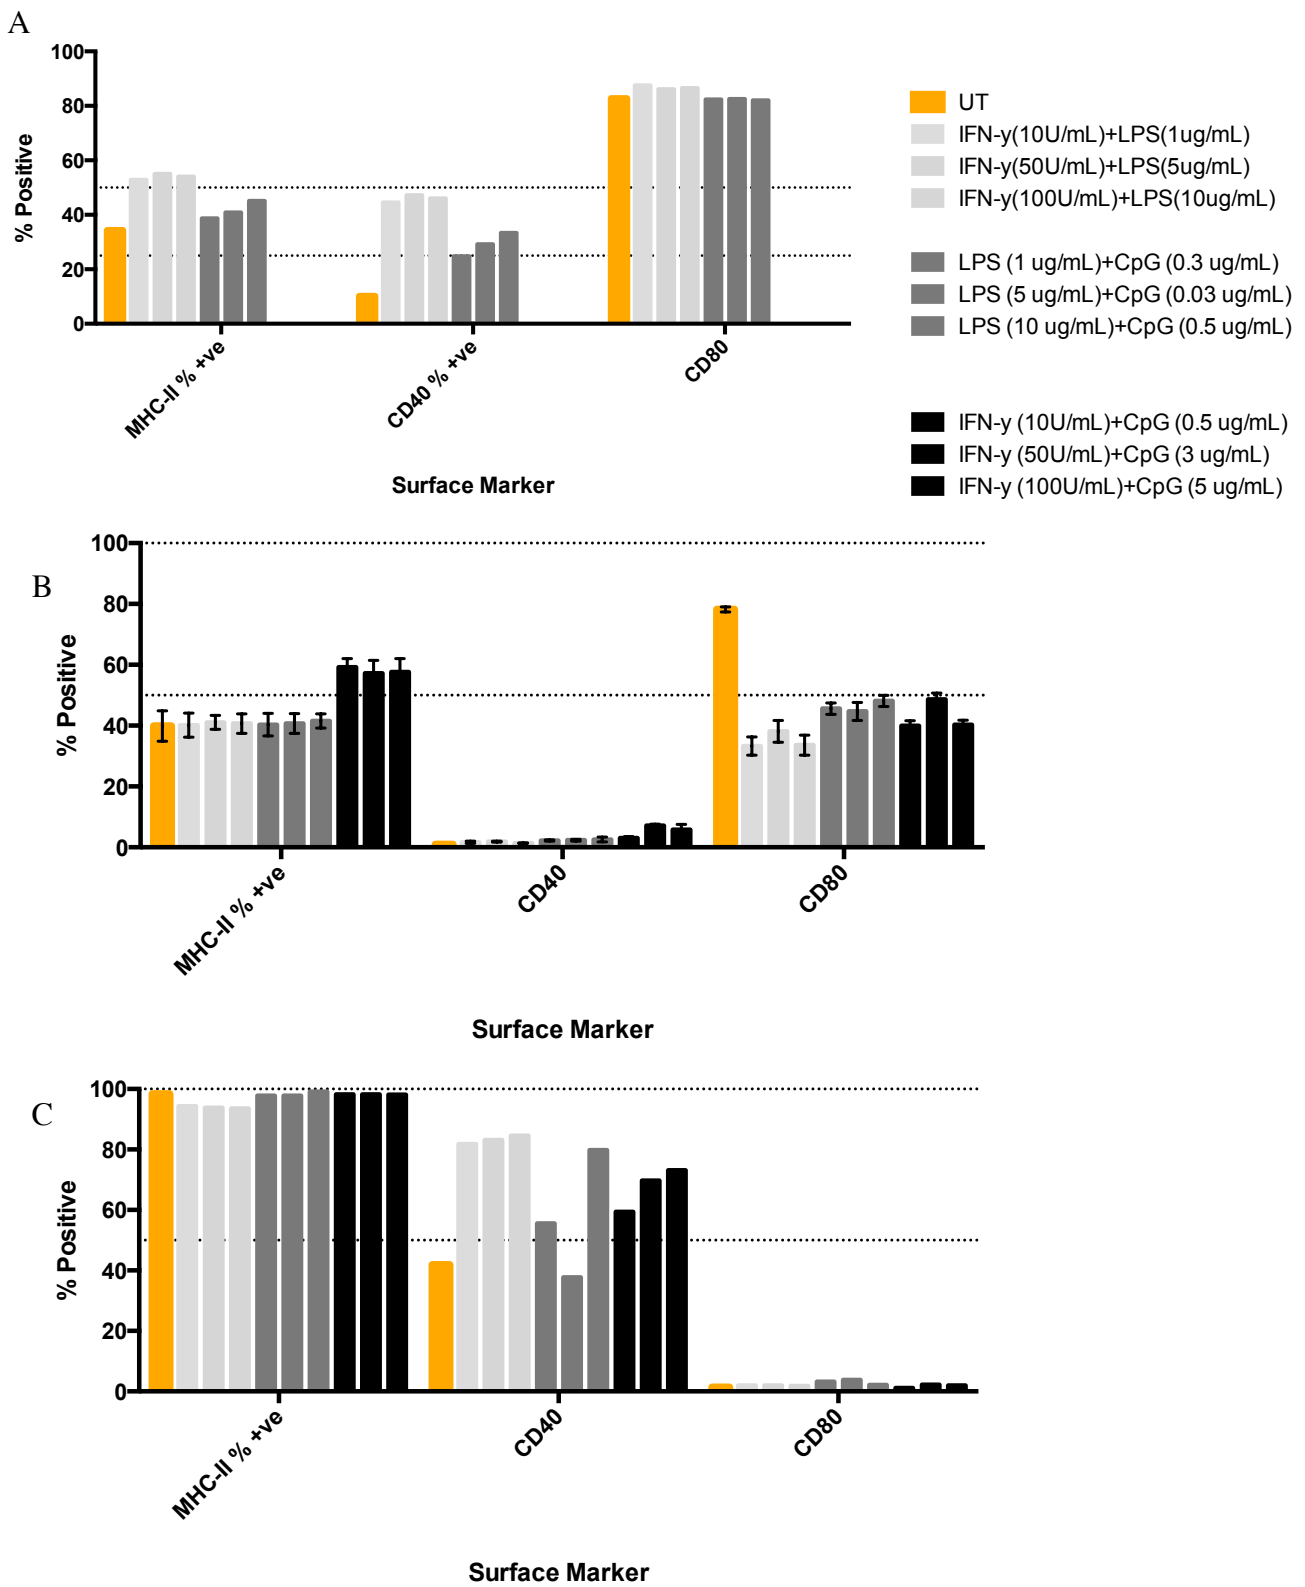 A
100
80
60
40
20
0
% Positive
MHC-II % +ve
CD40 % +ve
CD80
Surface Marker
UT
IFN-y(10U/mL)+LPS(1ug/mL)
IFN-y(50U/mL)+LPS(5ug/mL)
IFN-y(100U/mL)+LPS(10ug/mL)
LPS (1 ug/mL)+CpG (0.3 ug/mL)
LPS (5 ug/mL)+CpG (0.03 ug/mL)
LPS (10 ug/mL)+CpG (0.5 ug/mL)
IFN-y (10U/mL)+CpG (0.5 ug/mL)
IFN-y (50U/mL)+CpG (3 ug/mL)
IFN-y (100U/mL)+CpG (5 ug/mL)
B
100
80
60
40
20
0
% Positive
MHC-II % +ve
CD40
CD80
Surface Marker
C
100
80
60
40
20
0
% Positive
MHC-II % +ve
CD40
CD80
Surface Marker